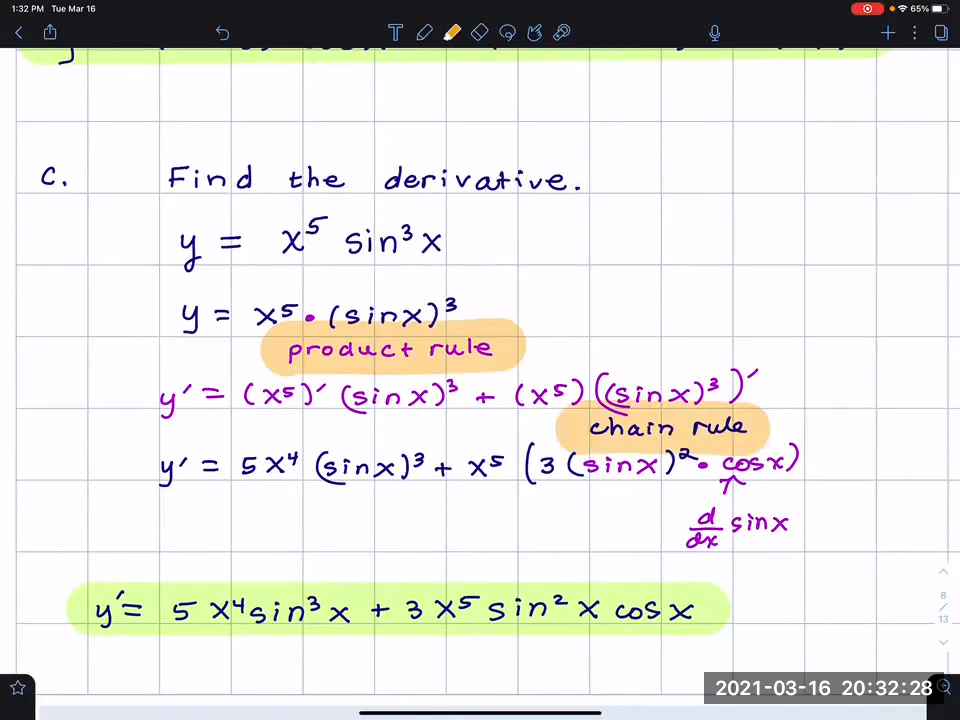 1:32 PM Tue Mar 16
65%
T
c. Find the derivative.
y = x⁵ sin³x
y = x⁵ • (sinx)³
product rule
y' = (x⁵)' (sinx)³ + (x⁵) ((sinx)³)'
chain rule
y' = 5x⁴ (sinx)³ + x⁵ (3 (sinx)² • cosx)
↑
d/dx sinx
y' = 5x⁴sin³x + 3x⁵ sin²x cosx
8
/
13
2021-03-16 20:32:28